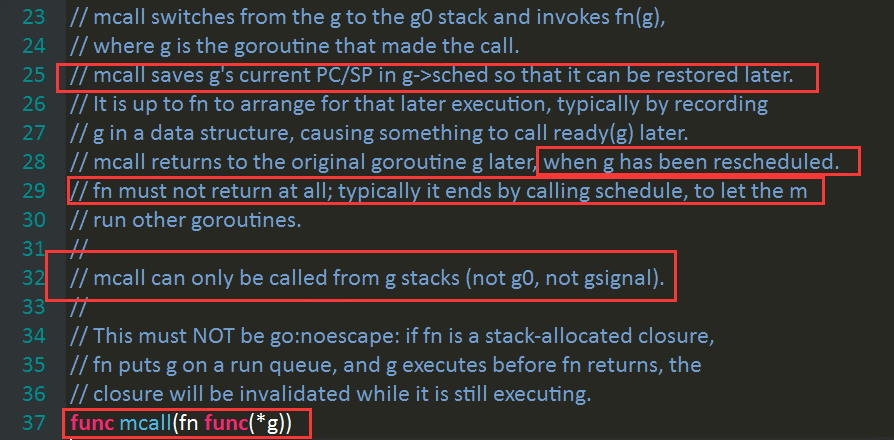 23 // mcall switches from the g to the g0 stack and invokes fn(g),
24 // where g is the goroutine that made the call.
25 // mcall saves g's current PC/SP in g->sched so that it can be restored later.
26 // It is up to fn to arrange for that later execution, typically by recording
27 // g in a data structure, causing something to call ready(g) later.
28 // mcall returns to the original goroutine g later, when g has been rescheduled.
29 // fn must not return at all; typically it ends by calling schedule, to let the m
30 // run other goroutines.
31 //
32 // mcall can only be called from g stacks (not g0, not gsignal).
33 //
34 // This must NOT be go:noescape: if fn is a stack-allocated closure,
35 // fn puts g on a run queue, and g executes before fn returns, the
36 // closure will be invalidated while it is still executing.
37 func mcall(fn func(*g))